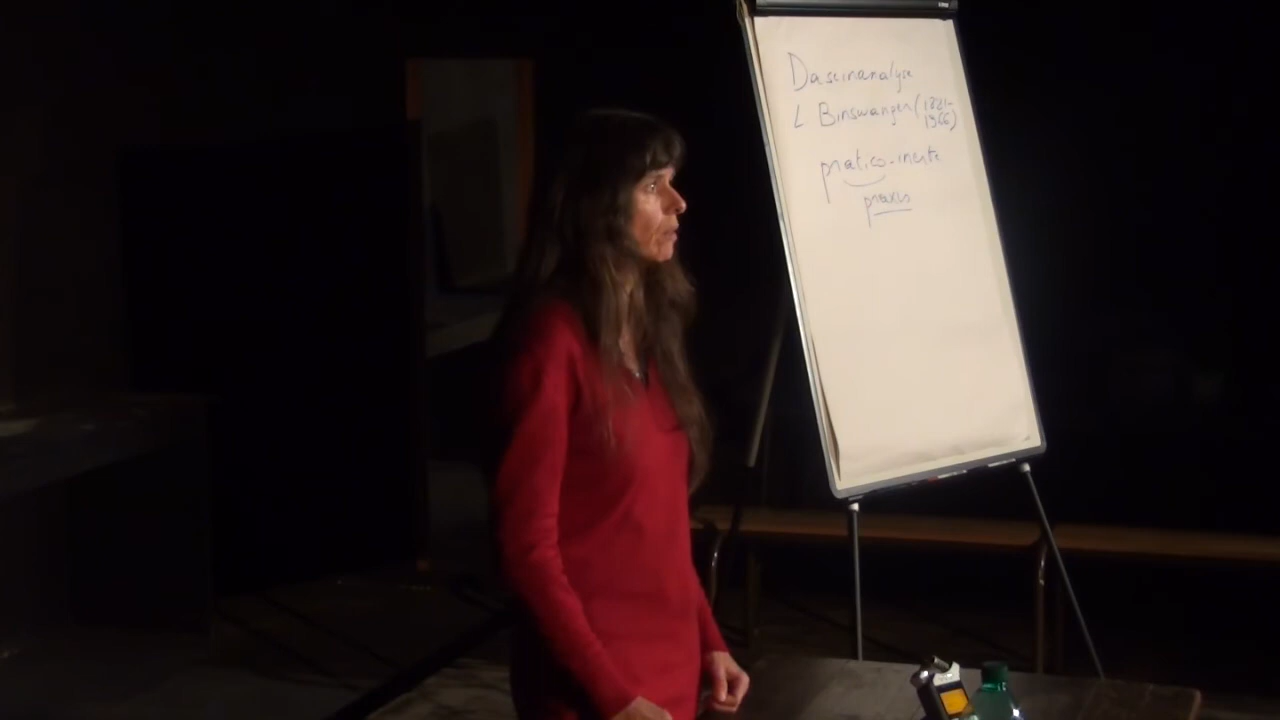 Daseinanalyse
L Binswanger (1881-
1966)
pratico-inerte
praxis